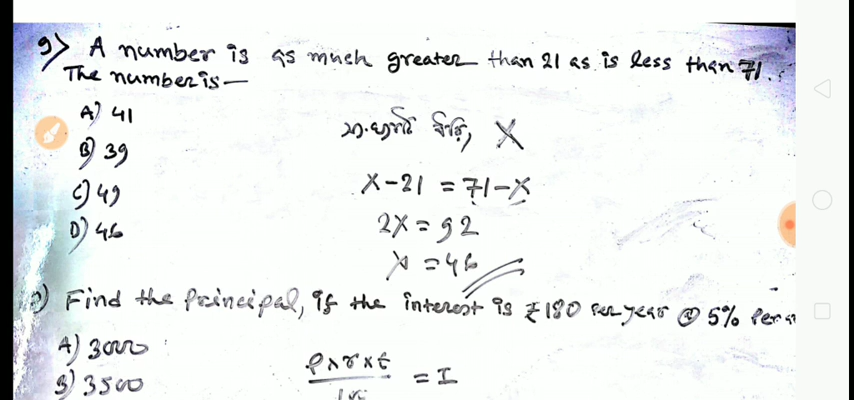 9) A number is as much greater than 21 as is less than 71.
The number is—
A) 41
B) 39
C) 49
D) 46
X
X-21 = 71-X
2X = 92
X = 46
Find the Principal, if the interest is ₹180 per year @ 5% Per
A) 3000
B) 3500
P×r×t
= I